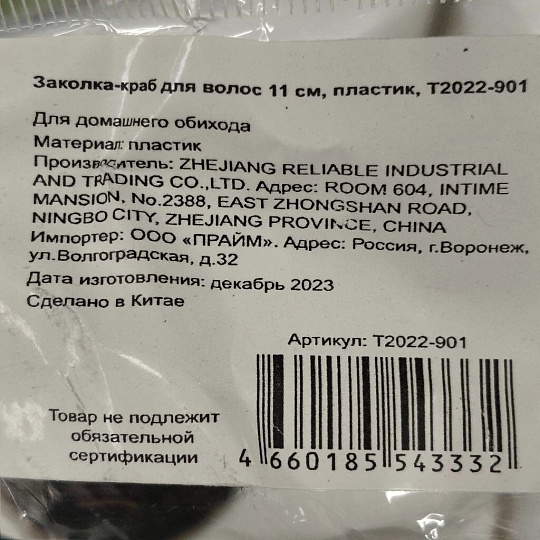 Заколка-краб для волос 11 см, пластик, T2022-901
Для домашнего обихода
Материал: пластик
Производитель: ZHEJIANG RELIABLE INDUSTRIAL
AND TRADING CO.,LTD. Адрес: ROOM 604, INTIME
MANSION, No.2388, EAST ZHONGSHAN ROAD,
NINGBO CITY, ZHEJIANG PROVINCE, CHINA
Импортер: ООО «ПРАЙМ». Адрес: Россия, г.Воронеж,
ул.Волгоградская, д.32
Дата изготовления: декабрь 2023
Сделано в Китае
Артикул: T2022-901
Товар не подлежит
обязательной
сертификации
4 660185 543332